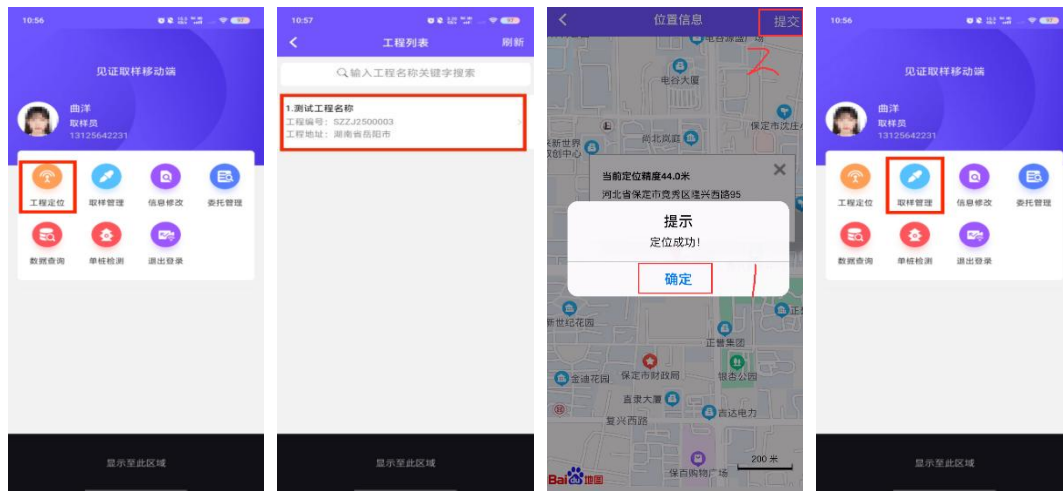 10:56
见证取样移动端
曲洋
取样员
13125642231
工程定位
取样管理
信息修改
委托管理
数据查询
单桩检测
退出登录
显示至此区域
10:57
工程列表
刷新
输入工程名称关键字搜索
1.测试工程名称
工程编号：SZZJ2500003
工程地址：湖南省岳阳市
显示至此区域
位置信息
提交
2
电谷大厦
保定市沈庄
尚北岚庭
新世界
双创中心
当前定位精度44.0米
河北省保定市竞秀区隆兴西路95
提示
定位成功!
确定
1
新世纪花园
正誉集团
金迪花园
保定市财政局
银杏公园
直隶大厦
吉达电力
复兴西路
保百购物广场
200 米
Bai du 地图
10:56
见证取样移动端
曲洋
取样员
13125642231
工程定位
取样管理
信息修改
委托管理
数据查询
单桩检测
退出登录
显示至此区域